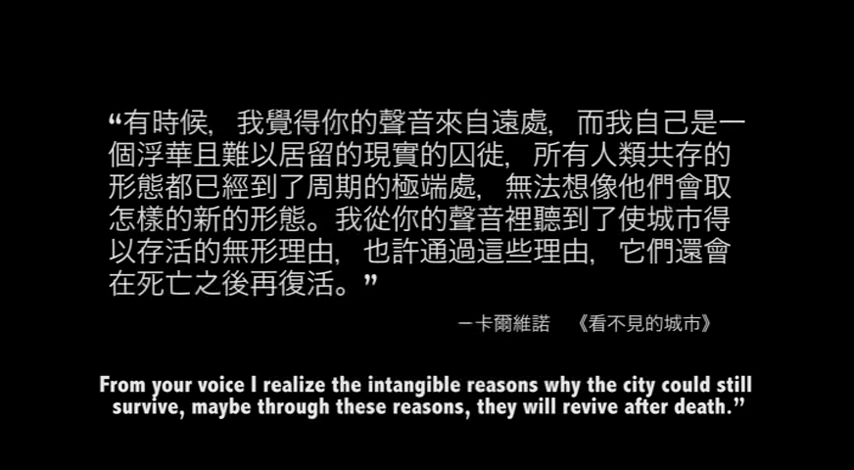 “有時候，我覺得你的聲音來自遠處，而我自己是一
個浮華且難以居留的現實的囚徙，所有人類共存的
形態都已經到了周期的極端處，無法想像他們會取
怎樣的新的形態。我從你的聲音裡聽到了使城市得
以存活的無形理由，也許通過這些理由，它們還會
在死亡之後再復活。”
－卡爾維諾　《看不見的城市》
From your voice I realize the intangible reasons why the city could still
survive, maybe through these reasons, they will revive after death.”